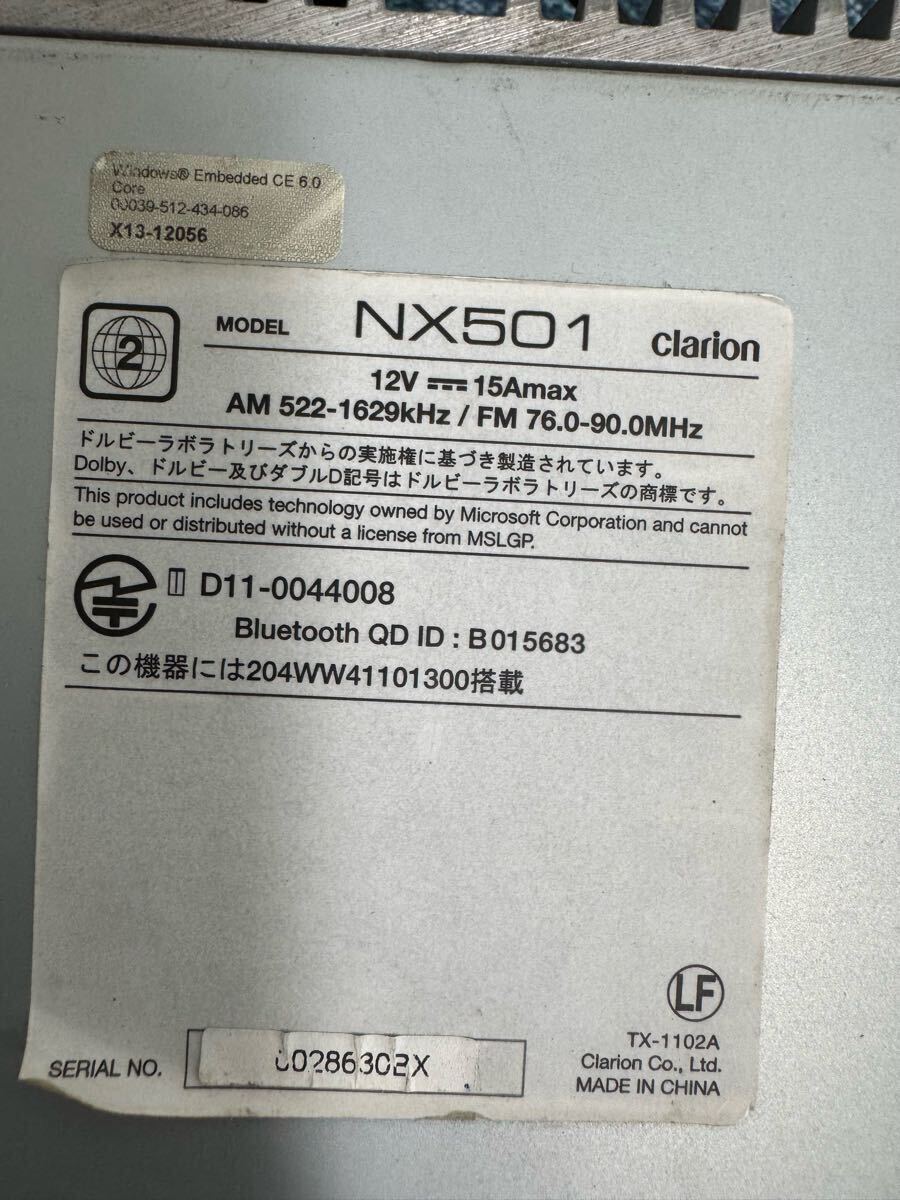 Windows® Embedded CE 6.0
Core
00039-512-434-086
X13-12056
2
MODEL NX501 clarion
12V 15Amax
AM 522-1629kHz / FM 76.0-90.0MHz
ドルビーラボラトリーズからの実施権に基づき製造されています。
Dolby、ドルビー及びダブルD記号はドルビーラボラトリーズの商標です。
This product includes technology owned by Microsoft Corporation and cannot
be used or distributed without a license from MSLGP.
D11-0044008
Bluetooth QD ID : B015683
この機器には204WW41101300搭載
LF
TX-1102A
Clarion Co., Ltd.
MADE IN CHINA
SERIAL NO. 0028630